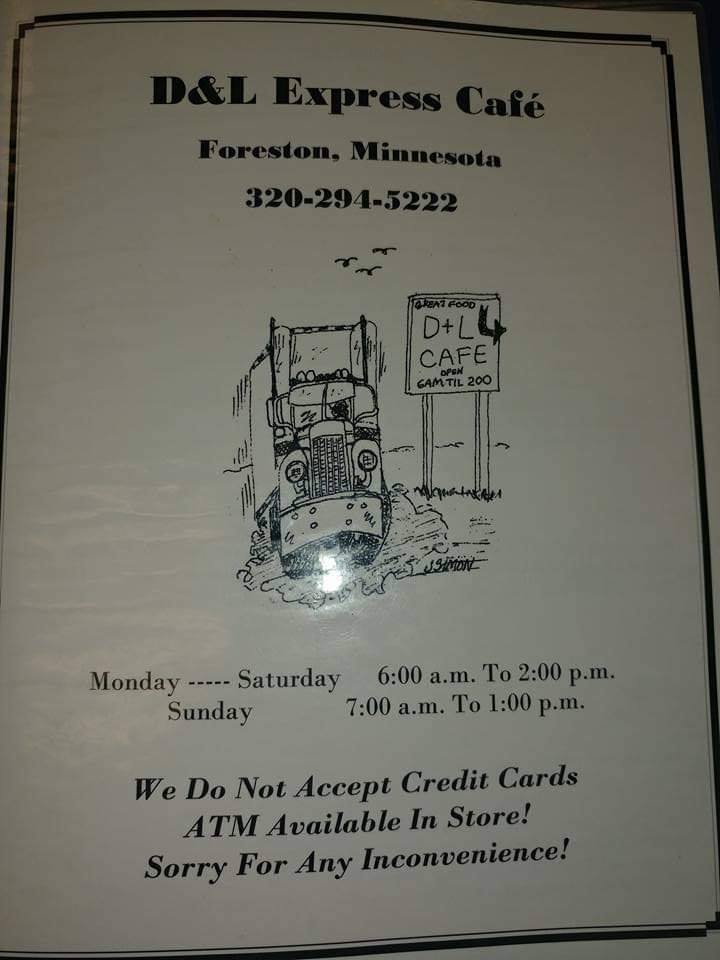 D&L Express Café
Foreston, Minnesota
320-294-5222
GREAT FOOD
D+L
CAFE
OPEN
6AM TIL 200
J SIMON
Monday ----- Saturday 6:00 a.m. To 2:00 p.m.
Sunday 7:00 a.m. To 1:00 p.m.
We Do Not Accept Credit Cards
ATM Available In Store!
Sorry For Any Inconvenience!